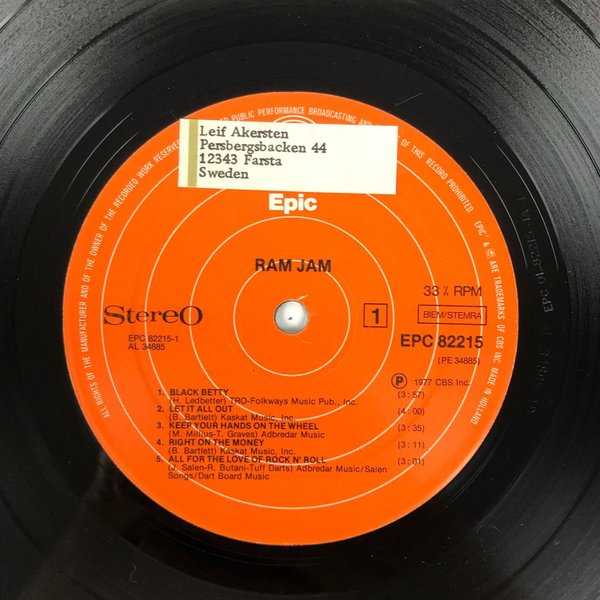 Leif Akersten
Persbergsbacken 44
12343 Farsta
Sweden
Epic
RAM JAM
Stereo
33 ⅓ RPM
1
BIEM/STEMRA
EPC 82215-1
AL 34885
EPC 82215
(PE 34885)
℗ 1977 CBS Inc.
1. BLACK BETTY
(H. Ledbetter) TRO-Folkways Music Pub., Inc. (3:57)
2. LET IT ALL OUT
(B. Bartlett) Kaskat Music, Inc. (4:00)
3. KEEP YOUR HANDS ON THE WHEEL
(M. Millius-T. Graves) Adbredar Music (3:35)
4. RIGHT ON THE MONEY
(B. Bartlett) Kaskat Music, Inc. (3:11)
5. ALL FOR THE LOVE OF ROCK N' ROLL
(J. Salen-R. Butani-Tuff Darts) Adbredar Music/Salen (3:01)
Songs/Dart Board Music
ALL RIGHTS OF THE MANUFACTURER AND OF THE OWNER OF THE RECORDED WORK RESERVED
PUBLIC PERFORMANCE BROADCASTING AND
OF THIS RECORD PROHIBITED. EPIC, & ARE TRADEMARKS OF CBS INC. MADE IN HOLLAND